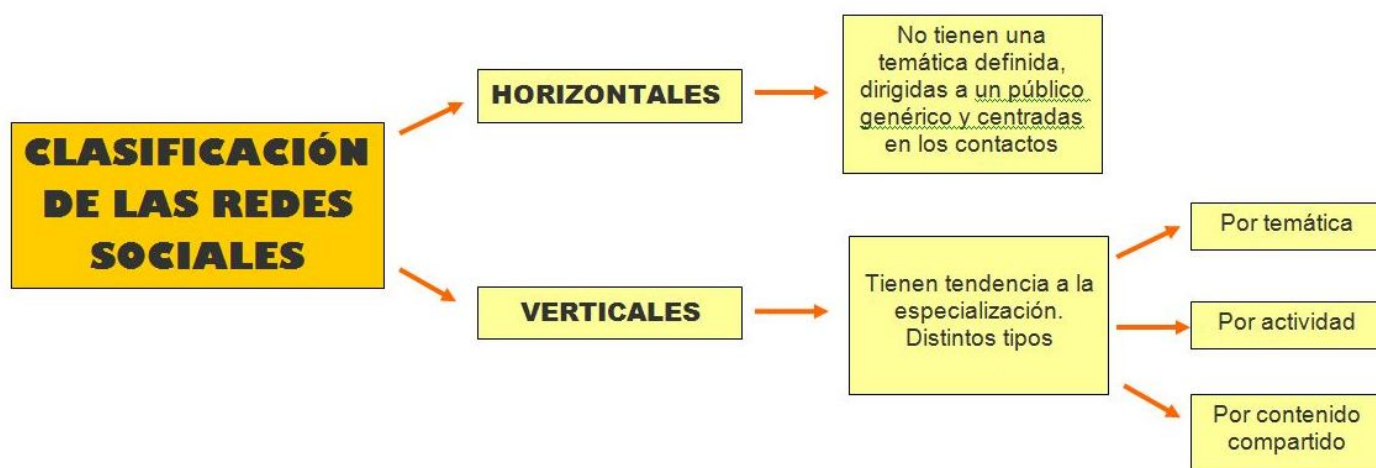 CLASIFICACIÓN
DE LAS REDES
SOCIALES
HORIZONTALES
No tienen una
temática definida,
dirigidas a un público
genérico y centradas
en los contactos
VERTICALES
Tienen tendencia a la
especialización.
Distintos tipos
Por temática
Por actividad
Por contenido
compartido